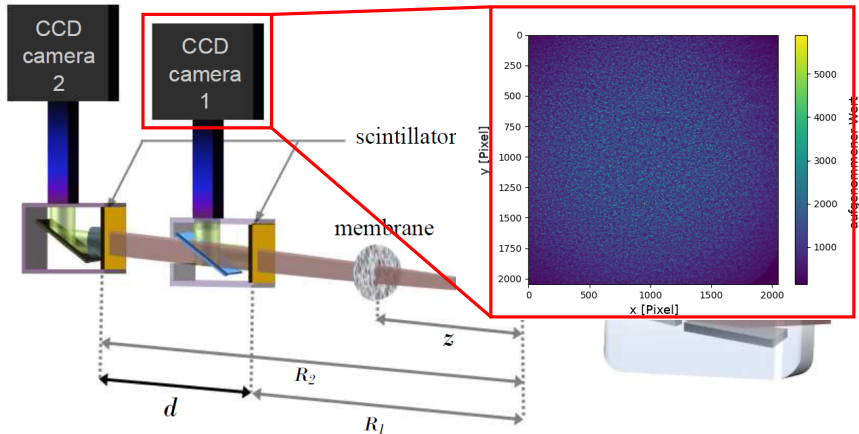 CCD
camera
2
CCD
camera
1
scintillator
membrane
z
R2
R1
d
0
250
500
750
1000
1250
1500
1750
2000
y [Pixel]
0
500
1000
1500
2000
x [Pixel]
5000
4000
3000
2000
1000
aufgenommener Wert